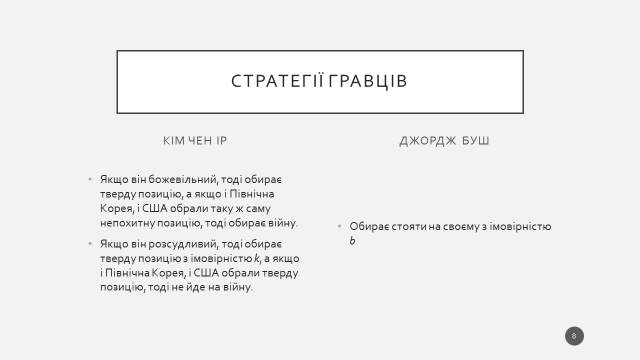 СТРАТЕГІЇ ГРАВЦІВ
КІМ ЧЕН ІР
Якщо він божевільний, тоді обирає
тверду позицію, а якщо і Північна
Корея, і США обрали таку ж саму
непохитну позицію, тоді обирає війну.
Якщо він розсудливий, тоді обирає
тверду позицію з імовірністю k, а якщо
і Північна Корея, і США обрали тверду
позицію, тоді не йде на війну.
ДЖОРДЖ БУШ
Обирає стояти на своєму з імовірністю
b
8